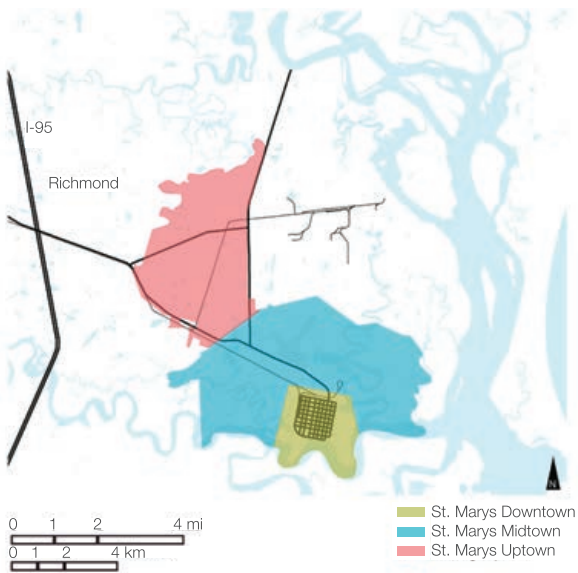 I-95
Richmond
N
0 1 2 4 mi
0 1 2 4 km
St. Marys Downtown
St. Marys Midtown
St. Marys Uptown